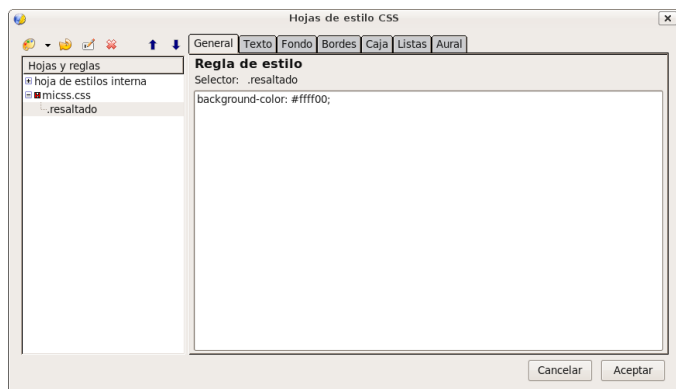 Hojas de estilo CSS
General Texto Fondo Bordes Caja Listas Aural
Hojas y reglas
hoja de estilos interna
micss.css
.resaltado
Regla de estilo
Selector: .resaltado
background-color: #ffff00;
Cancelar Aceptar